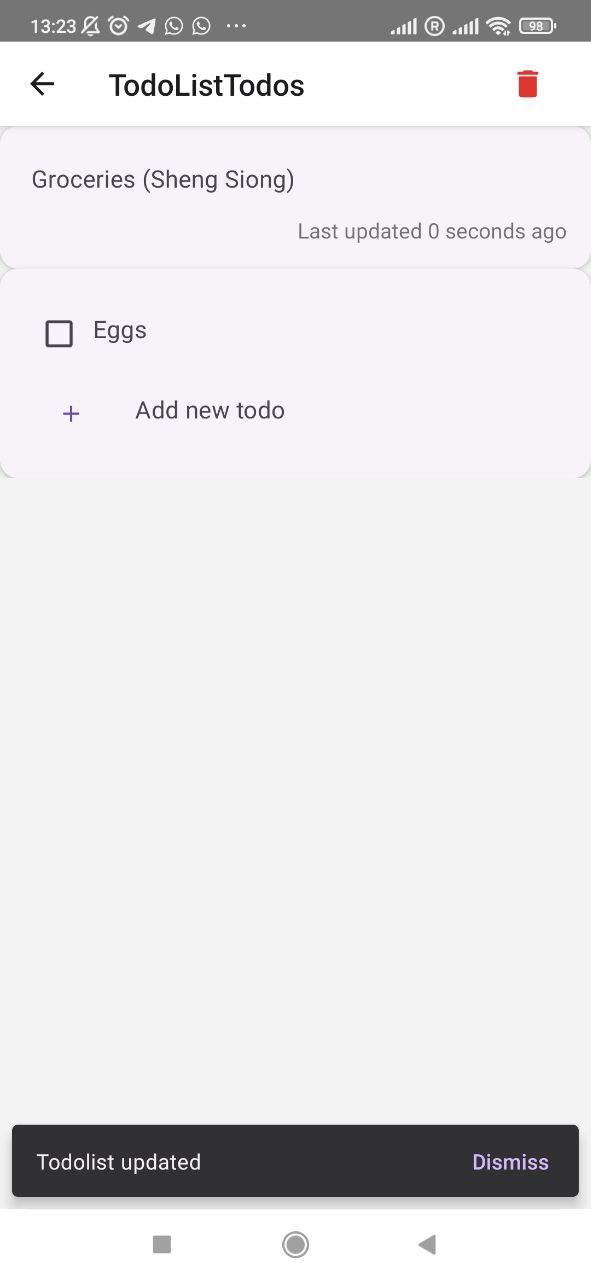 13:23 ... R 98
TodoListTodos
Groceries (Sheng Siong)
Last updated 0 seconds ago
Eggs
+ Add new todo
Todolist updated Dismiss